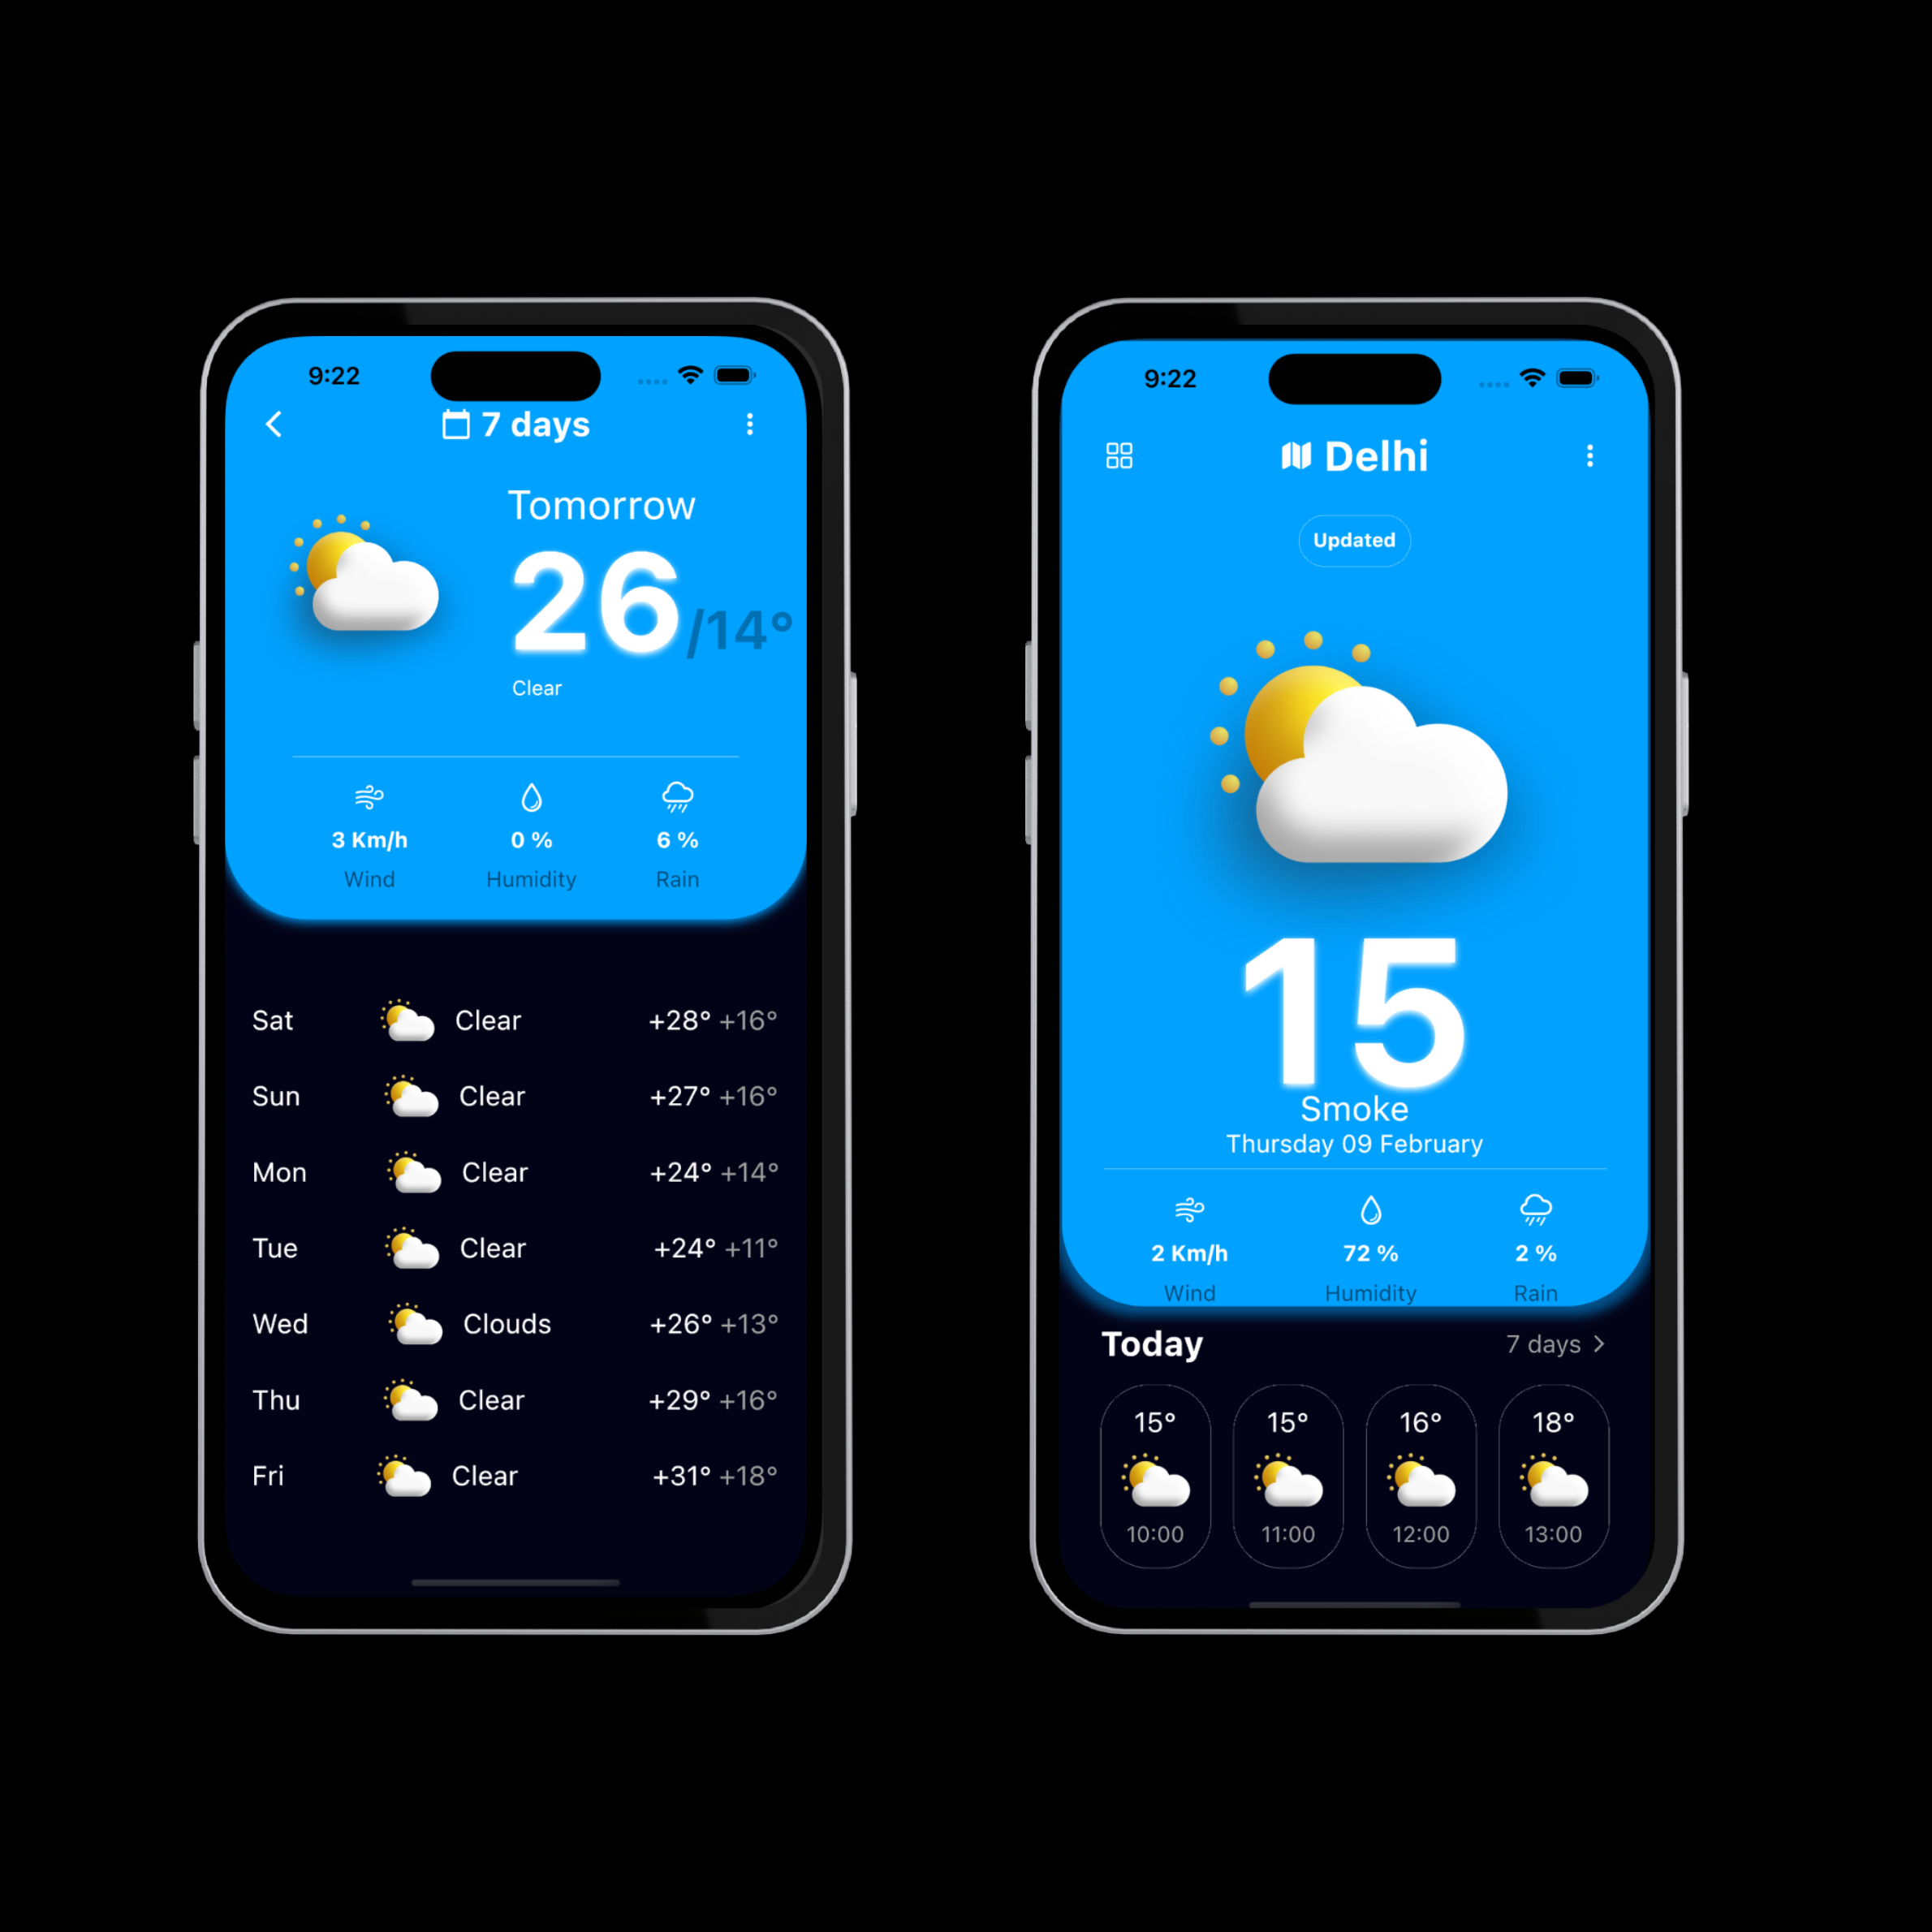 9:22
7 days
Tomorrow
26/14°
Clear
3 Km/h 0 % 6 %
Wind Humidity Rain
Sat Clear +28° +16°
Sun Clear +27° +16°
Mon Clear +24° +14°
Tue Clear +24° +11°
Wed Clouds +26° +13°
Thu Clear +29° +16°
Fri Clear +31° +18°
9:22
Delhi
Updated
15
Smoke
Thursday 09 February
2 Km/h 72 % 2 %
Wind Humidity Rain
Today 7 days
15° 15° 16° 18°
10:00 11:00 12:00 13:00